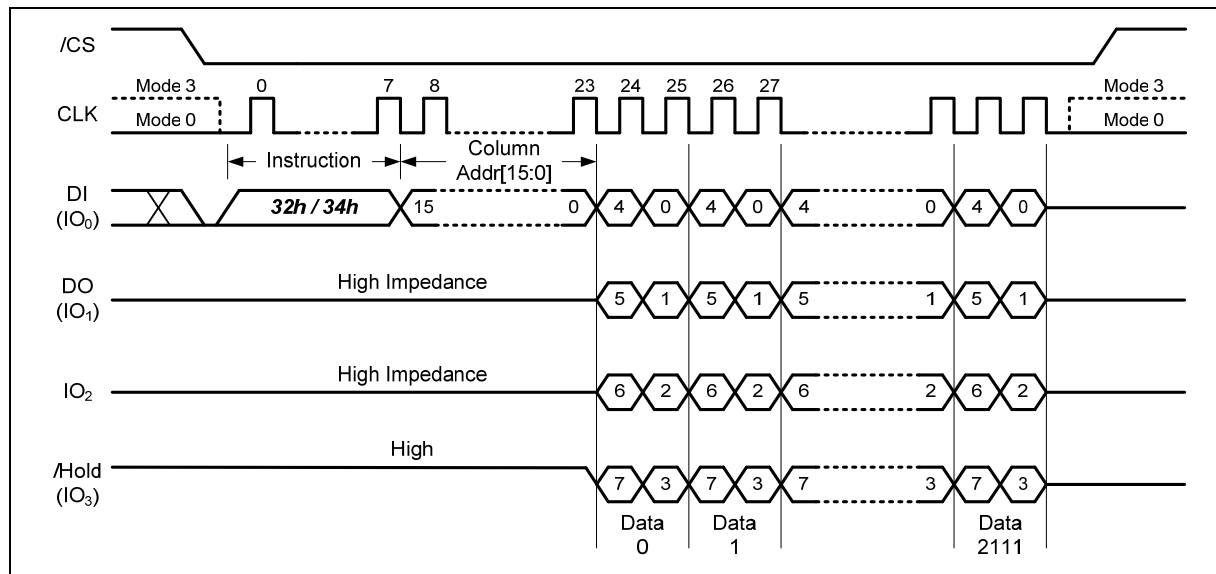 /CS
Mode 3 0 7 8 23 24 25 26 27 Mode 3
CLK
Mode 0 Mode 0
Instruction Column
Addr[15:0]
DI
(IO0)
32h / 34h 15 0 4 0 4 0 4 0 4 0
High Impedance
DO
(IO1)
5 1 5 1 5 1 5 1
High Impedance
IO2
6 2 6 2 6 2 6 2
High
/Hold
(IO3)
7 3 7 3 7 3 7 3
Data Data Data
0 1 2111